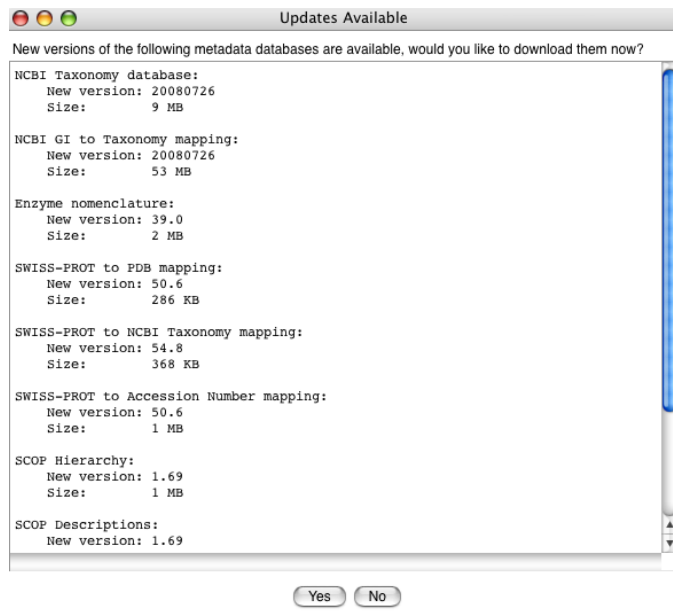 Updates Available
New versions of the following metadata databases are available, would you like to download them now?
NCBI Taxonomy database:
New version: 20080726
Size: 9 MB
NCBI GI to Taxonomy mapping:
New version: 20080726
Size: 53 MB
Enzyme nomenclature:
New version: 39.0
Size: 2 MB
SWISS-PROT to PDB mapping:
New version: 50.6
Size: 286 KB
SWISS-PROT to NCBI Taxonomy mapping:
New version: 54.8
Size: 368 KB
SWISS-PROT to Accession Number mapping:
New version: 50.6
Size: 1 MB
SCOP Hierarchy:
New version: 1.69
Size: 1 MB
SCOP Descriptions:
New version: 1.69
Yes No